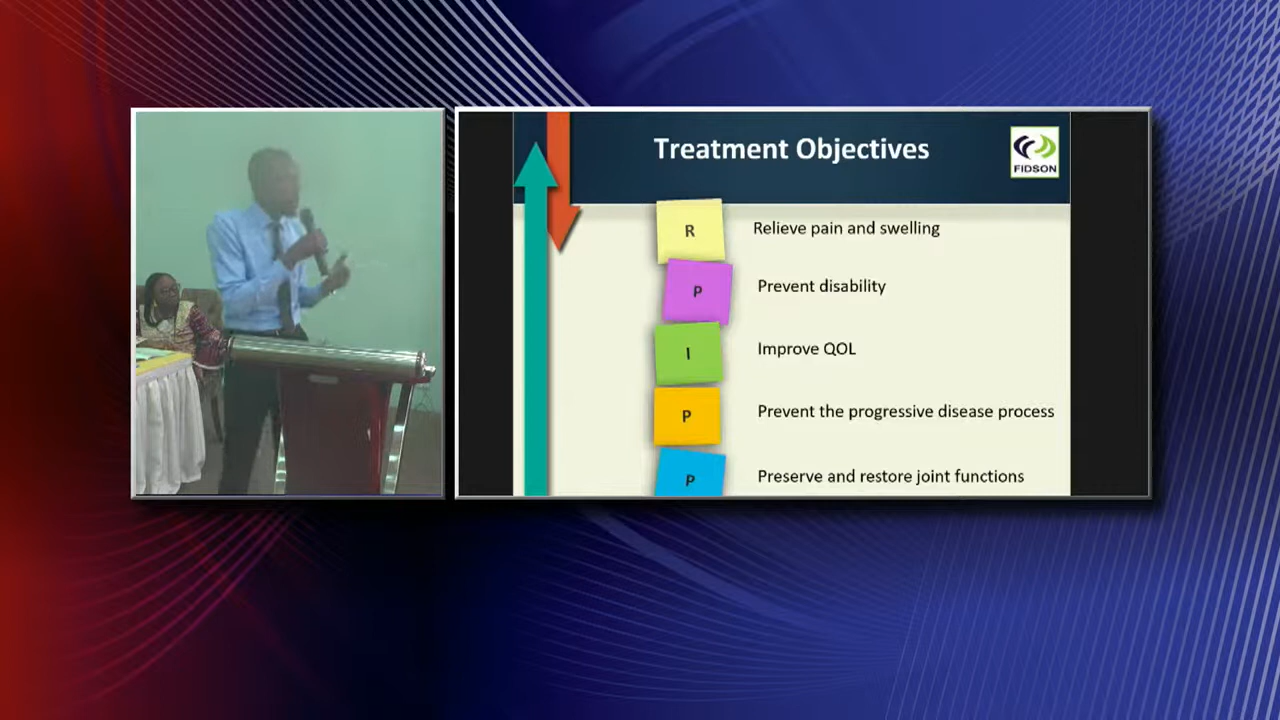 Treatment Objectives
FIDSON
R
Relieve pain and swelling
P
Prevent disability
I
Improve QOL
P
Prevent the progressive disease process
P
Preserve and restore joint functions